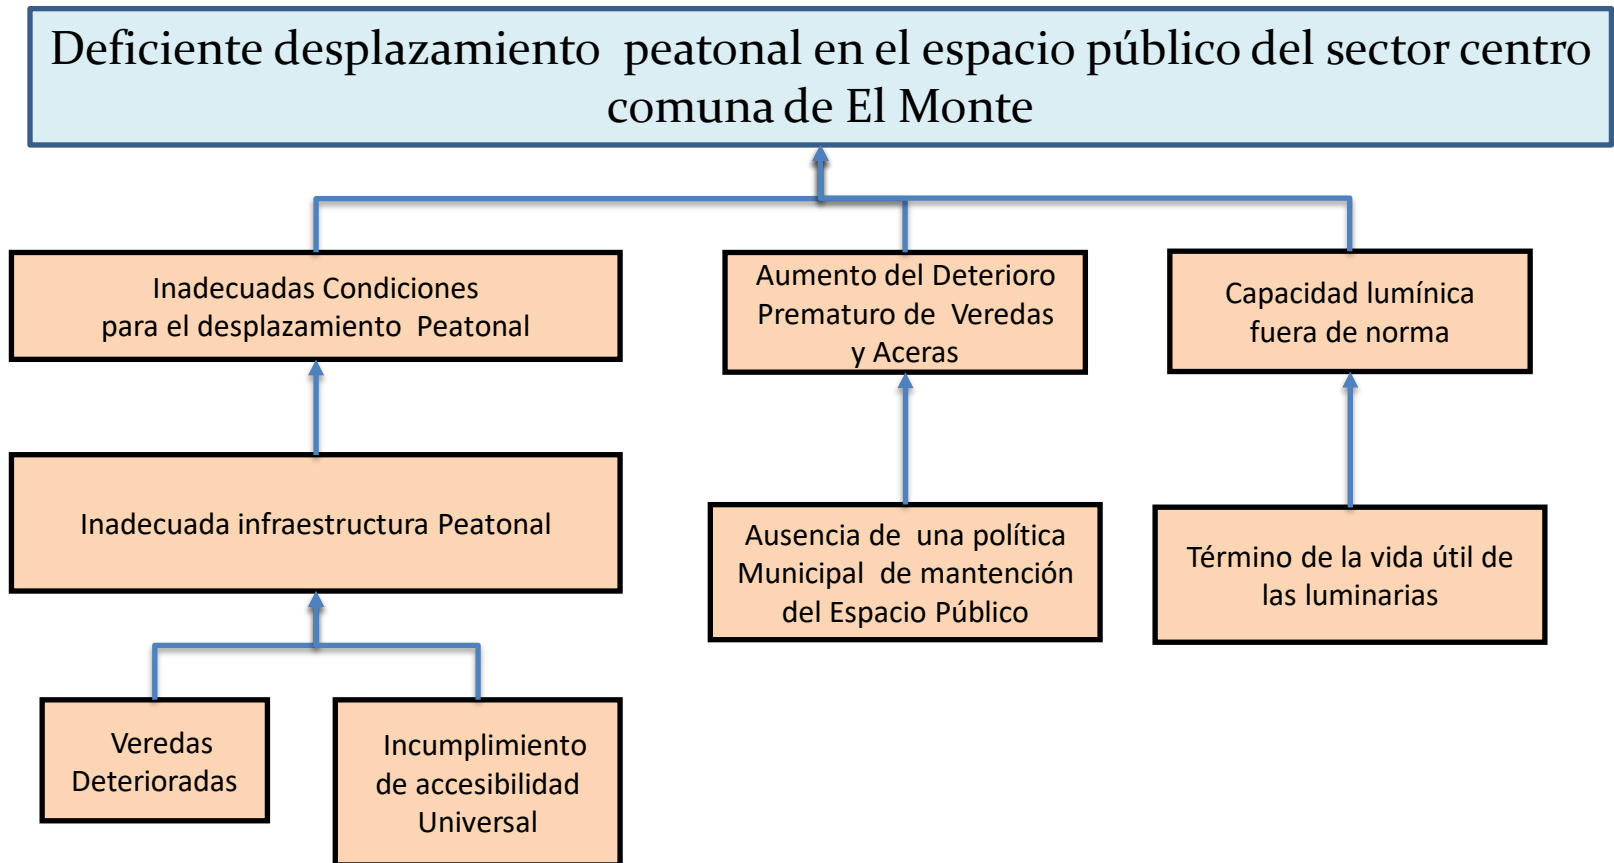 Deficiente desplazamiento peatonal en el espacio público del sector centro
comuna de El Monte
Inadecuadas Condiciones
para el desplazamiento Peatonal
Aumento del Deterioro
Prematuro de Veredas
y Aceras
Capacidad lumínica
fuera de norma
Inadecuada infraestructura Peatonal
Ausencia de una política
Municipal de mantención
del Espacio Público
Término de la vida útil de
las luminarias
Veredas
Deterioradas
Incumplimiento
de accesibilidad
Universal